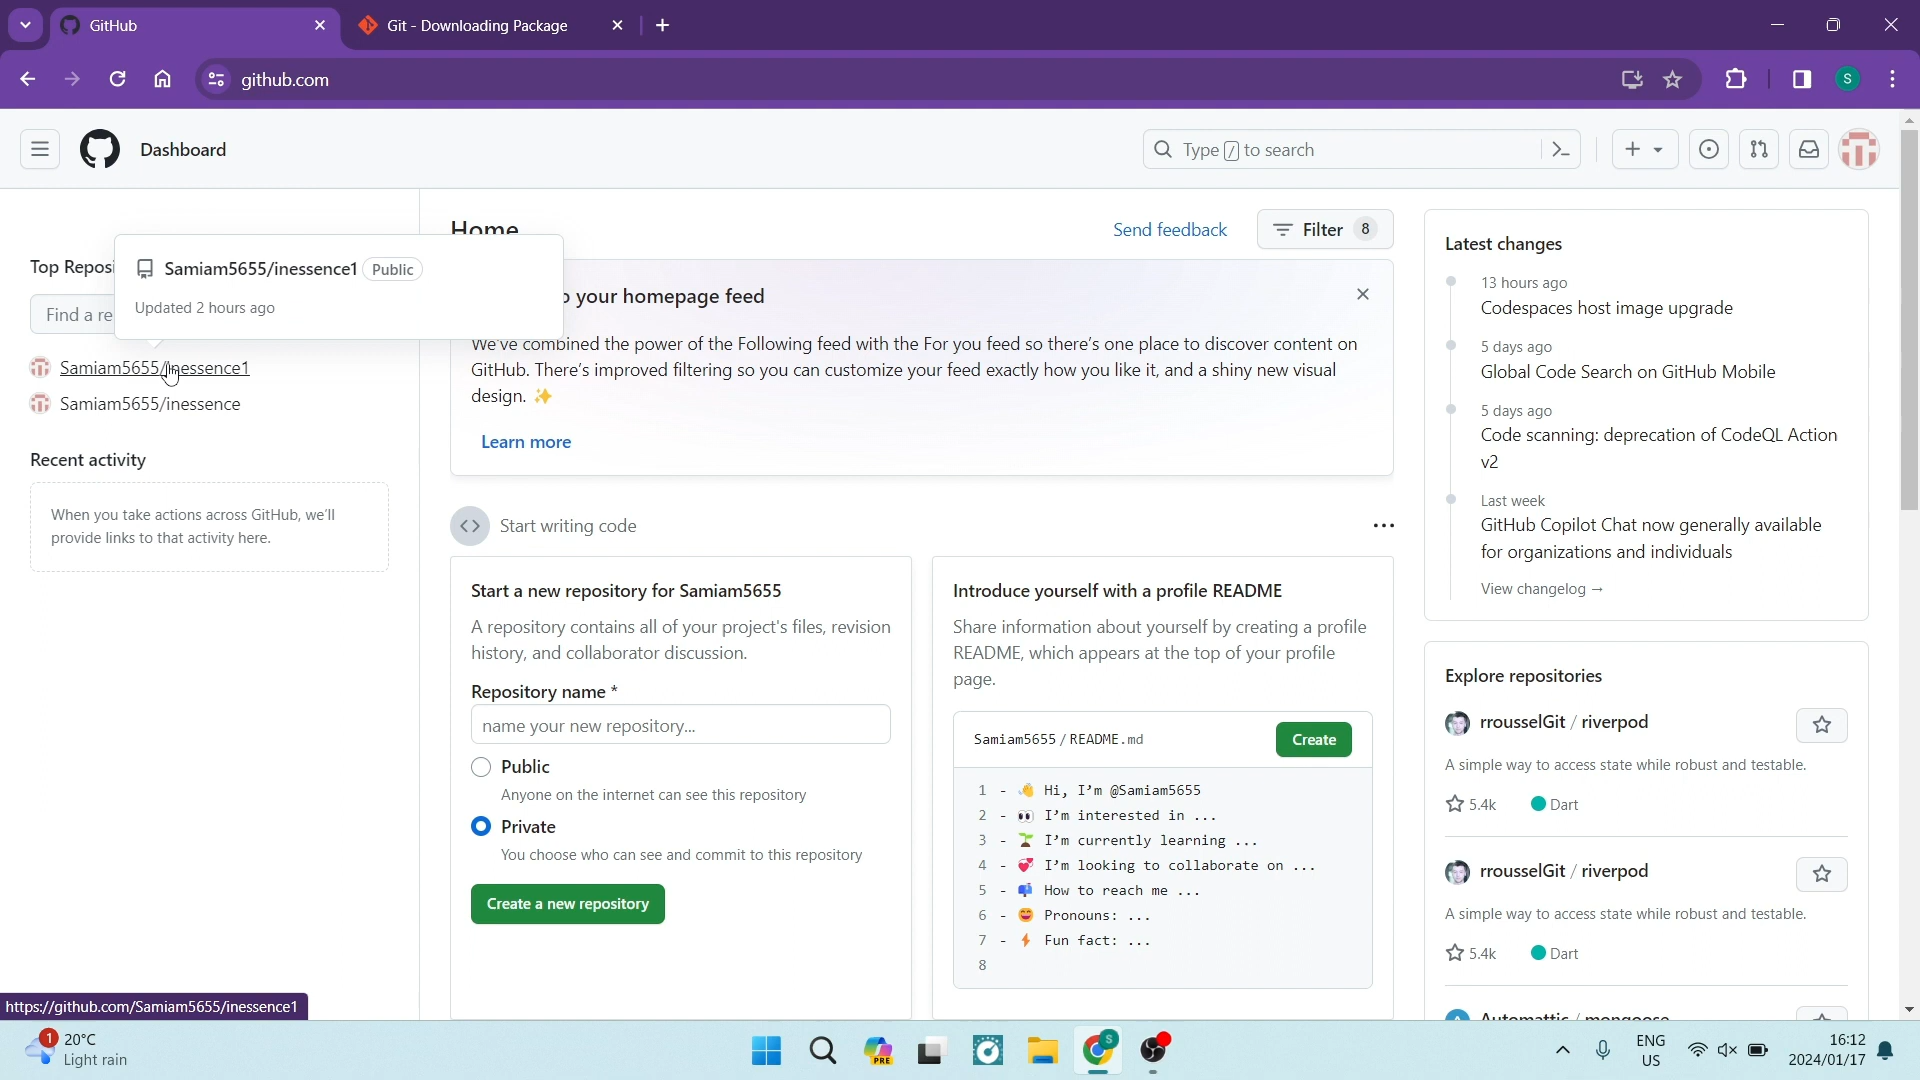 GitHub
Git - Downloading Package
github.com
S
Dashboard
Type / to search
Home
Send feedback
Filter 8
Top Reposi
Samiam5655/inessence1 Public
Updated 2 hours ago
Find a re
Samiam5655/inessence1
Samiam5655/inessence
Recent activity
When you take actions across GitHub, we'll
provide links to that activity here.
your homepage feed
We've combined the power of the Following feed with the For you feed so there's one place to discover content on
GitHub. There's improved filtering so you can customize your feed exactly how you like it, and a shiny new visual
design. ✨
Learn more
Start writing code
Start a new repository for Samiam5655
A repository contains all of your project's files, revision
history, and collaborator discussion.
Repository name *
name your new repository...
Public
Anyone on the internet can see this repository
Private
You choose who can see and commit to this repository
Create a new repository
Introduce yourself with a profile README
Share information about yourself by creating a profile
README, which appears at the top of your profile
page.
Samiam5655 / README.md
Create
1 - 👋 Hi, I'm @Samiam5655
2 - 👀 I'm interested in ...
3 - 🌱 I'm currently learning ...
4 - 💞️ I'm looking to collaborate on ...
5 - 📫 How to reach me ...
6 - 😄 Pronouns: ...
7 - ⚡ Fun fact: ...
8
Latest changes
13 hours ago
Codespaces host image upgrade
5 days ago
Global Code Search on GitHub Mobile
5 days ago
Code scanning: deprecation of CodeQL Action
v2
Last week
GitHub Copilot Chat now generally available
for organizations and individuals
View changelog →
Explore repositories
rrousselGit / riverpod
A simple way to access state while robust and testable.
5.4k Dart
rrousselGit / riverpod
A simple way to access state while robust and testable.
5.4k Dart
Automattic / mongoose
https://github.com/Samiam5655/inessence1
1
20°C
Light rain
PRE
S
ENG
US
16:12
2024/01/17